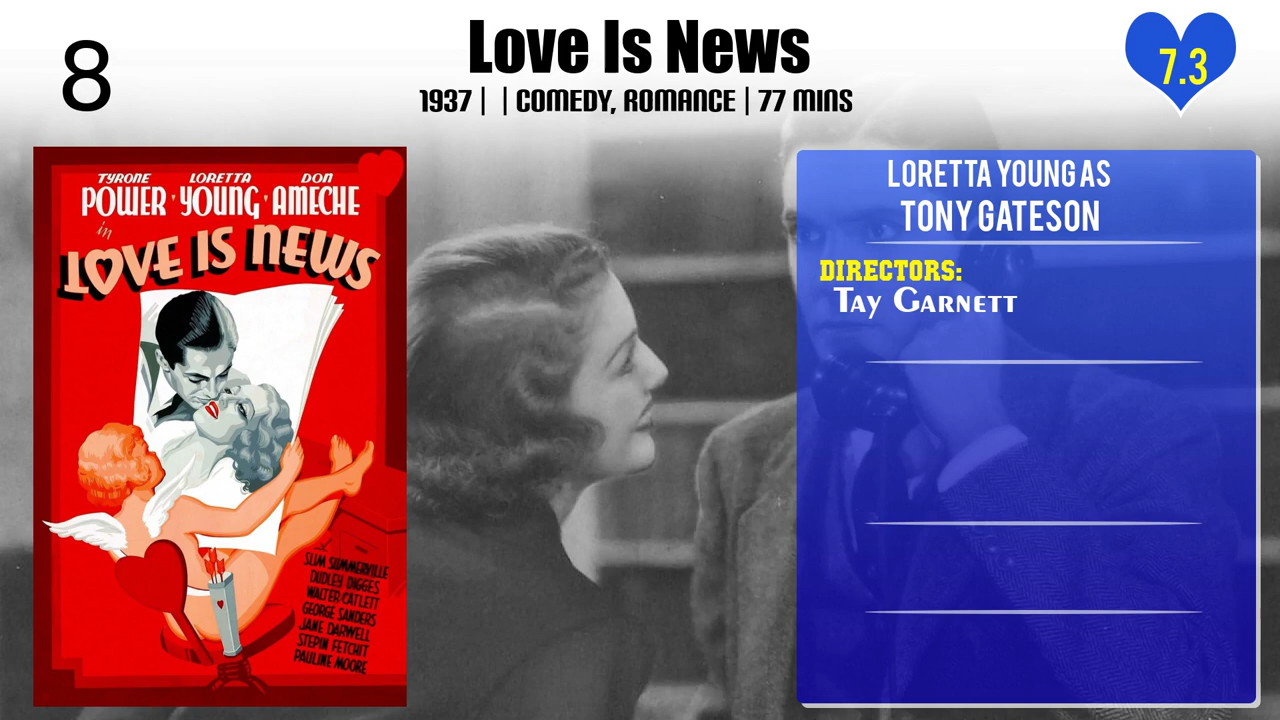 8
Love Is News
1937 | | COMEDY, ROMANCE | 77 MINS
7.3
TYRONE LORETTA DON
POWER · YOUNG · AMECHE
in
LOVE IS NEWS
SLIM SUMMERVILLE
DUDLEY DIGGES
WALTER CATLETT
GEORGE SANDERS
JANE DARWELL
STEPIN FETCHIT
PAULINE MOORE
LORETTA YOUNG AS
TONY GATESON
DIRECTORS:
TAY GARNETT